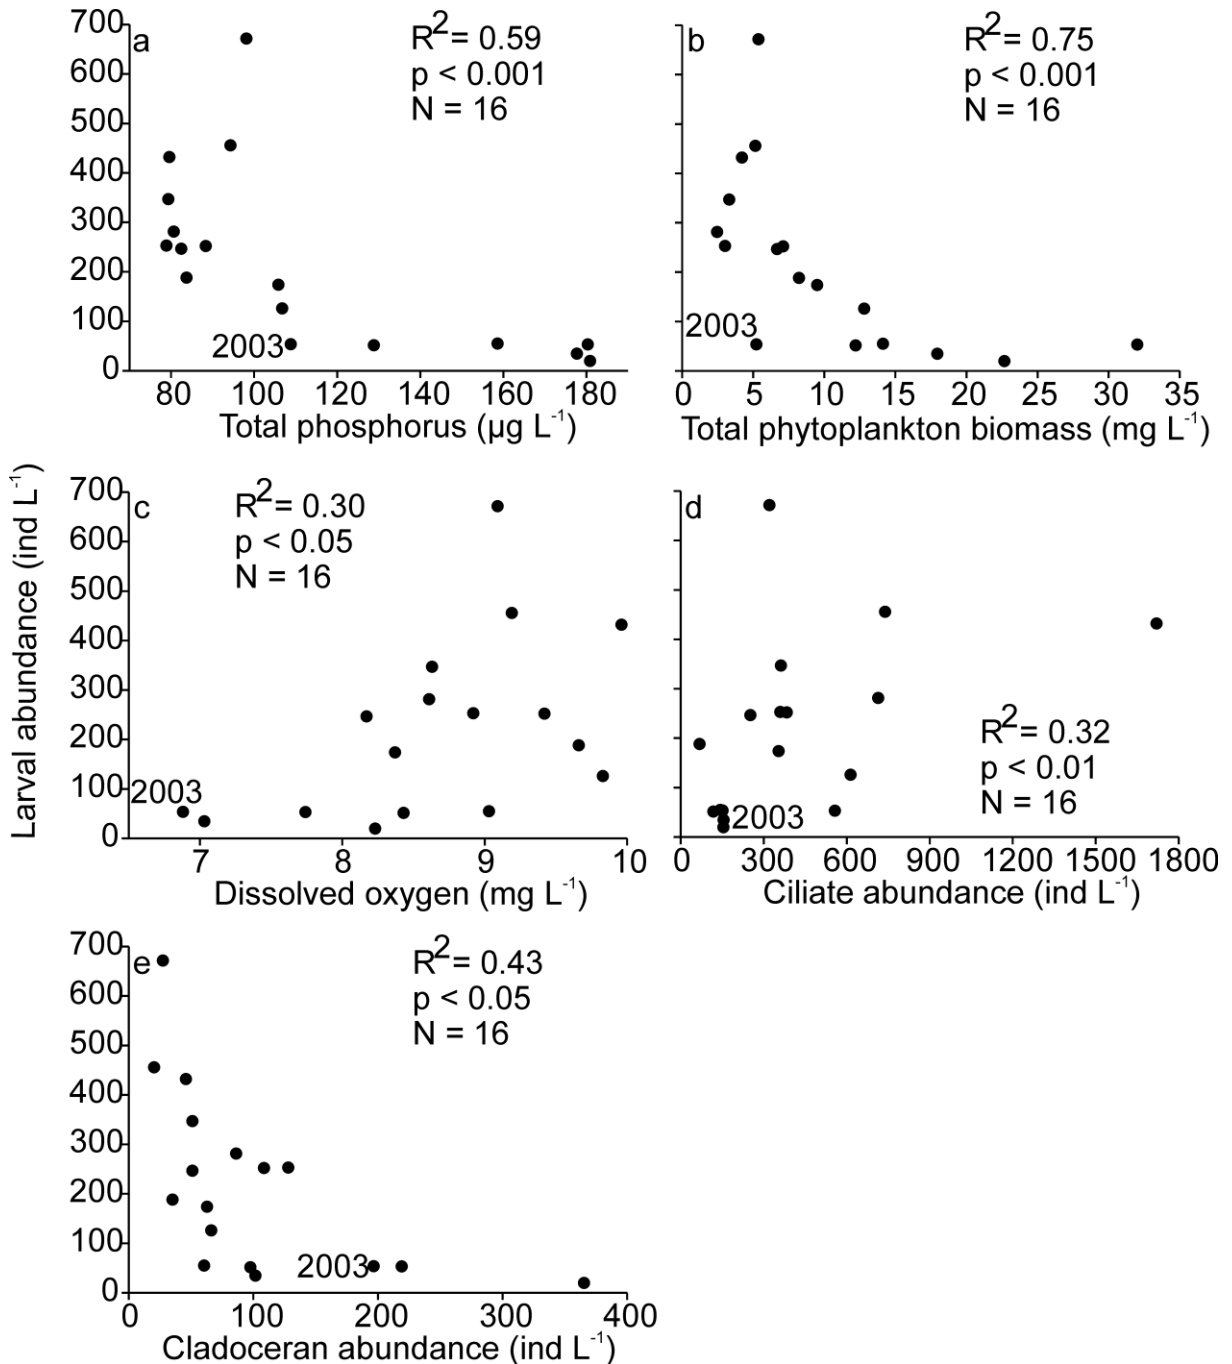 a
R²= 0.59
p < 0.001
N = 16
700
600
500
400
300
200
100
0
2003
80
100
120
140
160
180
Total phosphorus (µg L⁻¹)
b
R²= 0.75
p < 0.001
N = 16
2003
0
5
10
15
20
25
30
35
Total phytoplankton biomass (mg L⁻¹)
Larval abundance (ind L⁻¹)
c
R²= 0.30
p < 0.05
N = 16
700
600
500
400
300
200
100
0
2003
7
8
9
10
Dissolved oxygen (mg L⁻¹)
d
R²= 0.32
p < 0.01
N = 16
2003
0
300
600
900
1200
1500
1800
Ciliate abundance (ind L⁻¹)
e
R²= 0.43
p < 0.05
N = 16
700
600
500
400
300
200
100
0
2003
0
100
200
300
400
Cladoceran abundance (ind L⁻¹)